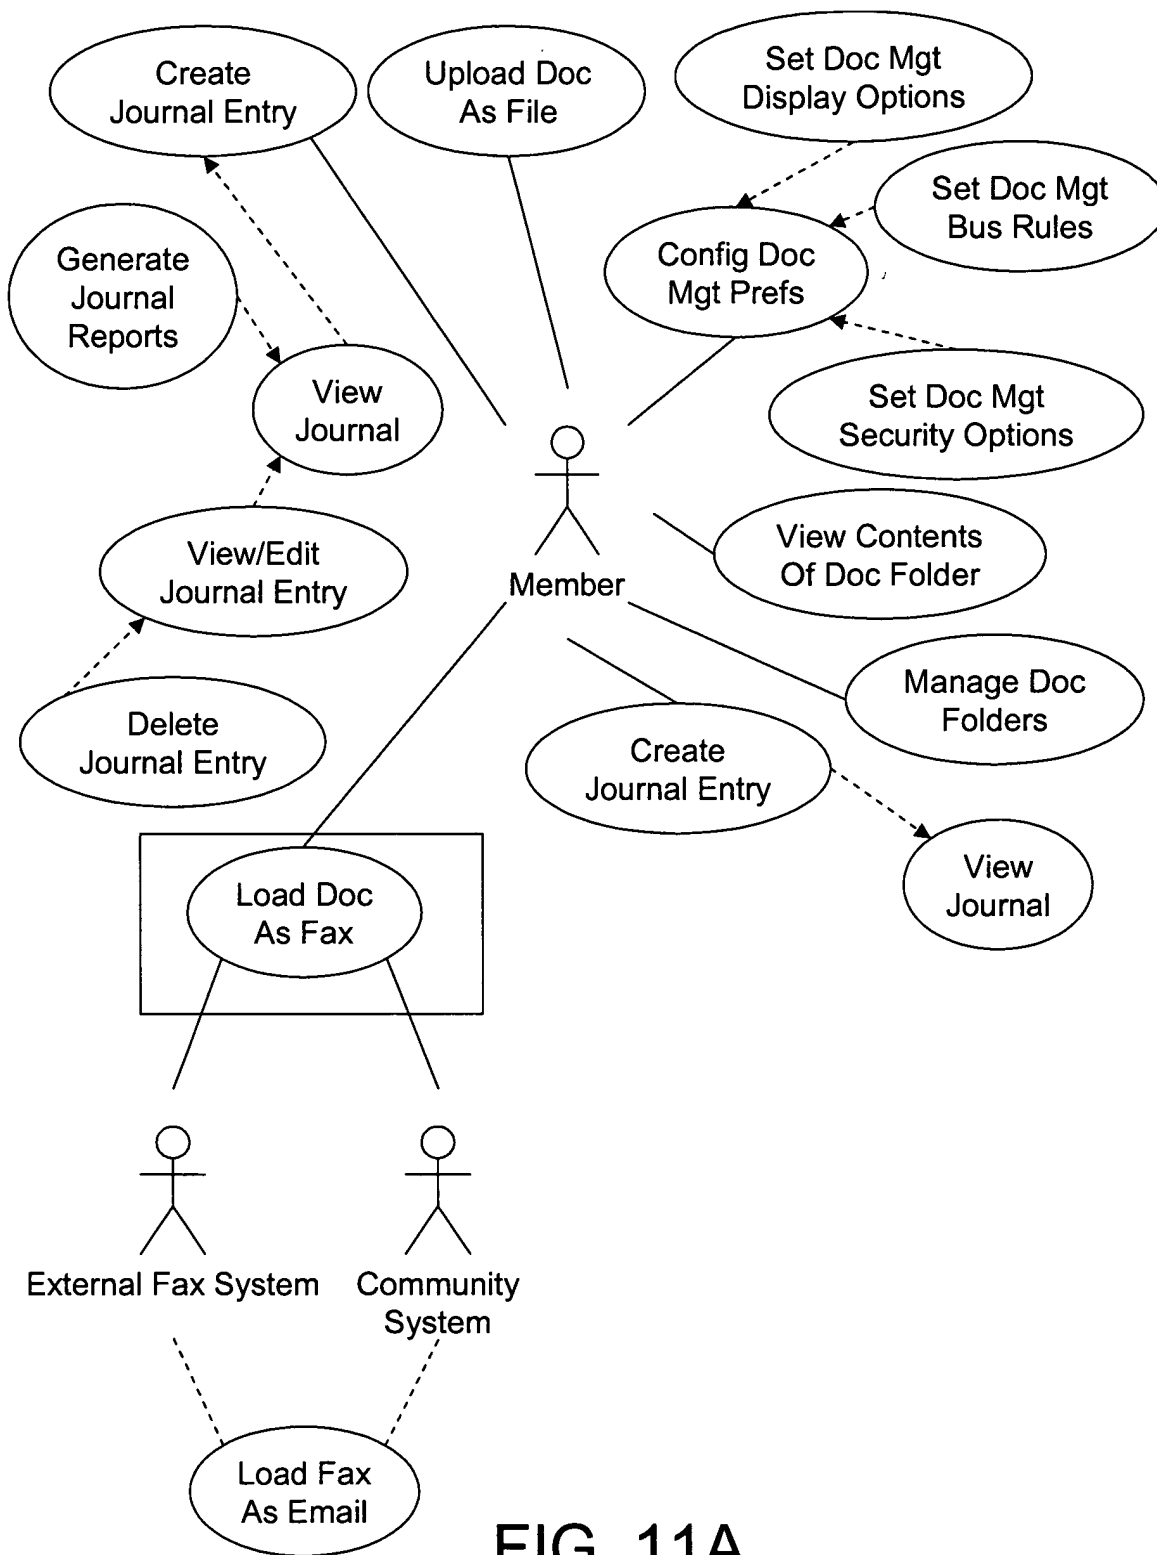 Create
Journal Entry
Upload Doc
As File
Set Doc Mgt
Display Options
Set Doc Mgt
Bus Rules
Generate
Journal
Reports
Config Doc
Mgt Prefs
View
Journal
Set Doc Mgt
Security Options
View/Edit
Journal Entry
Member
View Contents
Of Doc Folder
Delete
Journal Entry
Manage Doc
Folders
Create
Journal Entry
View
Journal
Load Doc
As Fax
External Fax System
Community
System
Load Fax
As Email
FIG. 11A